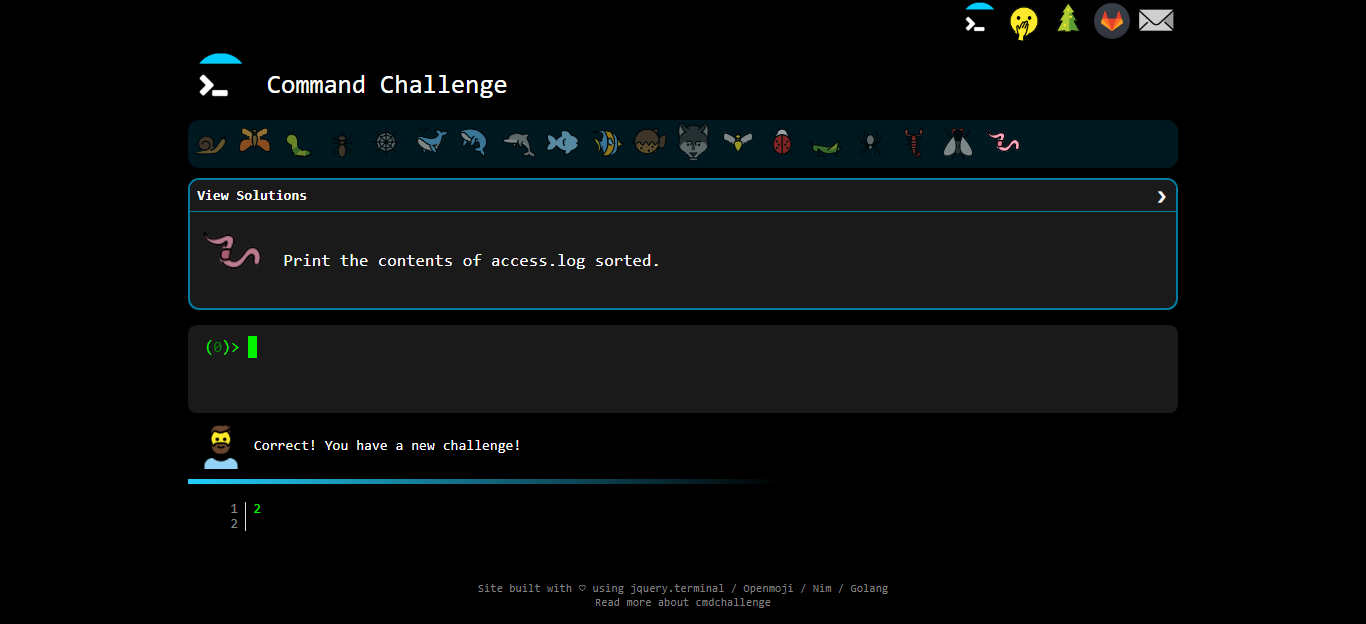 Command Challenge
View Solutions
Print the contents of access.log sorted.
(0)>
Correct! You have a new challenge!
1 2
2
Site built with ♡ using jquery.terminal / Openmoji / Nim / Golang
Read more about cmdchallenge